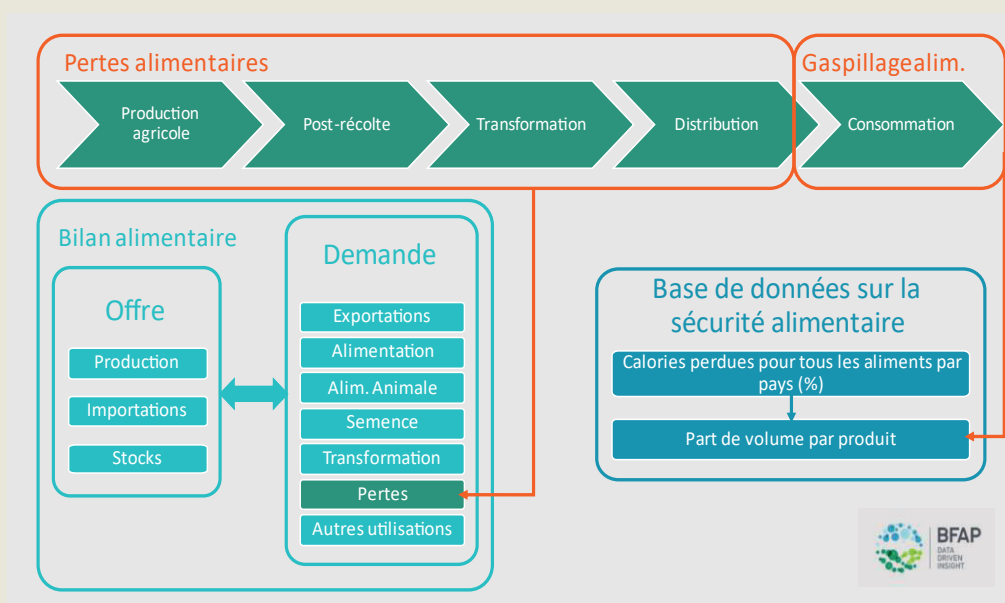 Pertes alimentaires
Gaspillagealim.
Production
agricole
Post-récolte
Transformation
Distribution
Consommation
Bilan alimentaire
Offre
Production
Importations
Stocks
Demande
Exportations
Alimentation
Alim. Animale
Semence
Transformation
Pertes
Autres utilisations
Base de données sur la
sécurité alimentaire
Calories perdues pour tous les aliments par
pays (%)
Part de volume par produit
BFAP
DATA
DRIVEN
INSIGHT